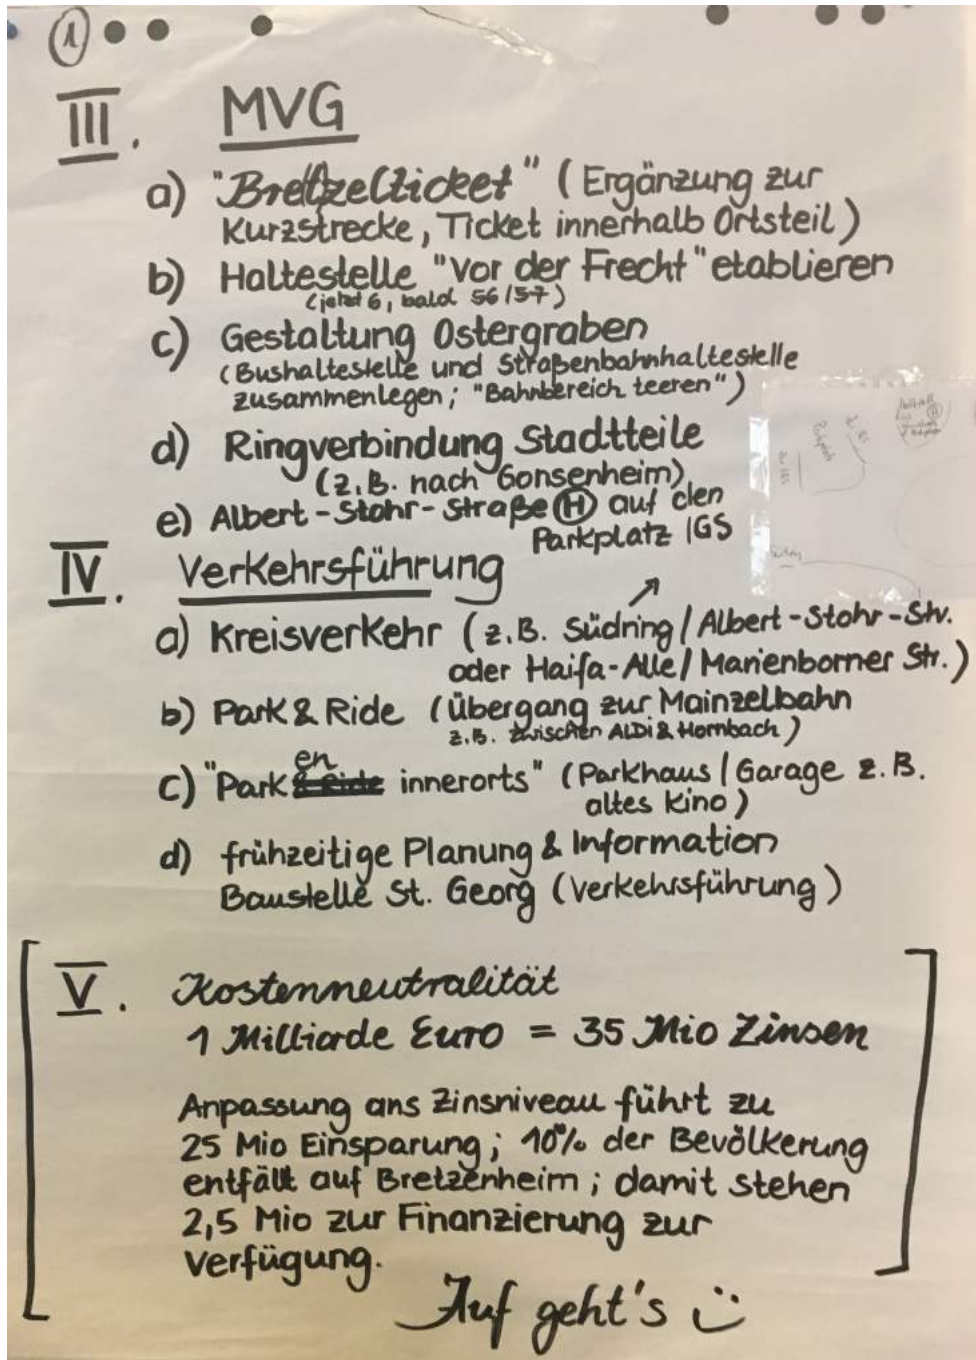 1
III. MVG
a) "Bretzelticket" (Ergänzung zur
Kurzstrecke, Ticket innerhalb Ortsteil)
b) Haltestelle "Vor der Frecht" etablieren
(jetzt 6, bald 56/57)
c) Gestaltung Ostergraben
(Bushaltestelle und Straßenbahnhaltestelle
zusammenlegen; "Bahnbereich teeren")
d) Ringverbindung Stadtteile
(z.B. nach Gonsenheim)
e) Albert-Stohr-Straße (H) auf den
Parkplatz IGS
IV. Verkehrsführung
a) Kreisverkehr (z.B. Südring/Albert-Stohr-Str.
oder Haifa-Alle/Marienborner Str.)
b) Park & Ride (Übergang zur Mainzelbahn
z.B. zwischen ALDI & Hornbach)
c) "Parken innerorts" (Parkhaus/Garage z.B.
altes Kino)
d) frühzeitige Planung & Information
Baustelle St. Georg (Verkehrsführung)
V. Kostenneutralität
1 Milliarde Euro = 35 Mio Zinsen
Anpassung ans Zinsniveau führt zu
25 Mio Einsparung; 10% der Bevölkerung
entfällt auf Bretzenheim; damit stehen
2,5 Mio zur Finanzierung zur
Verfügung.
Auf geht's